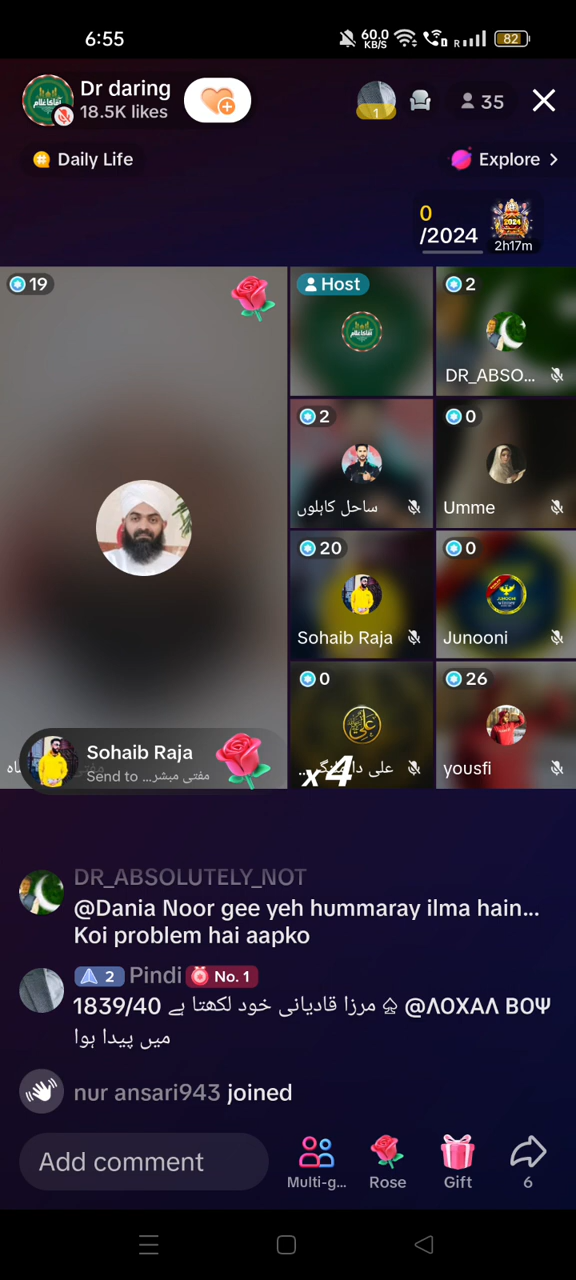 6:55
60.0
KB/S
R
82
Dr daring
18.5K likes
1
35
Daily Life
Explore >
0
/2024
2024
2h17m
19
Host
2
DR_ABSO...
2
ساحل کاہلوں
0
Umme
20
Sohaib Raja
0
Junooni
0
26
yousfi
Sohaib Raja
Send to مفتی مبشر...
x4
DR_ABSOLUTELY_NOT
@Dania Noor gee yeh hummaray ilma hain...
Koi problem hai aapko
2 Pindi No. 1
@ΛOXAΛ BOΨ ♤ مرزا قادیانی خود لکھتا ہے 1839/40
میں پیدا ہوا
nur ansari943 joined
Add comment
Multi-g...
Rose
Gift
6